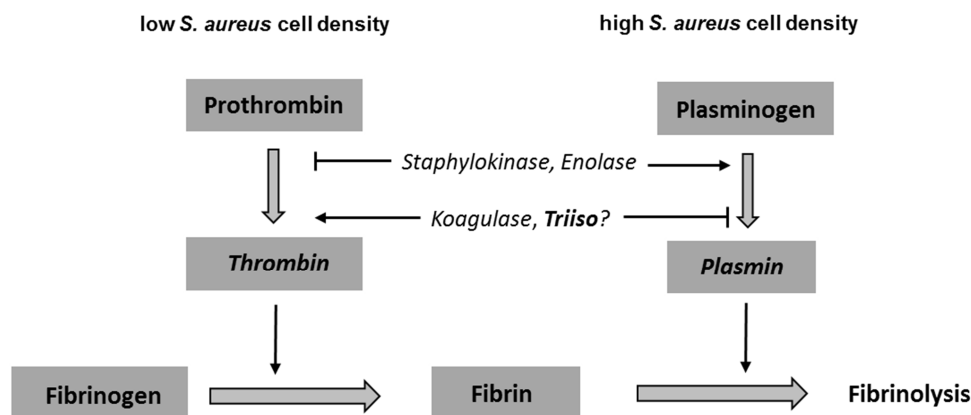 low S. aureus cell density
high S. aureus cell density
Prothrombin
Plasminogen
Staphylokinase, Enolase
Koagulase, Triiso?
Thrombin
Plasmin
Fibrinogen
Fibrin
Fibrinolysis